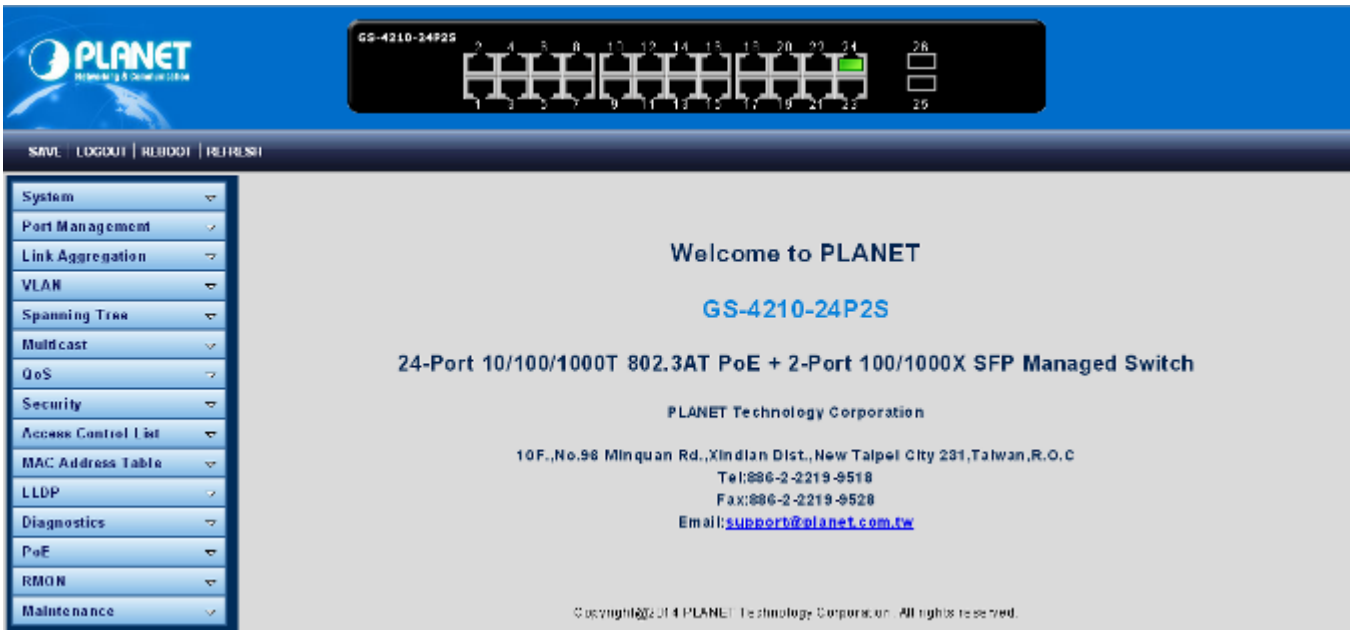 PLANET
Networking & Communication
GS-4210-24P2S
2 4 6 8 10 12 14 16 18 20 22 24 26
1 3 5 7 9 11 13 15 17 19 21 23 25
SAVE | LOGOUT | REBOOT | REFRESH
System
Port Management
Link Aggregation
VLAN
Spanning Tree
Multicast
QoS
Security
Access Control List
MAC Address Table
LLDP
Diagnostics
PoE
RMON
Maintenance
Welcome to PLANET
GS-4210-24P2S
24-Port 10/100/1000T 802.3AT PoE + 2-Port 100/1000X SFP Managed Switch
PLANET Technology Corporation
10F.,No.96 Minquan Rd.,Xindian Dist.,New Taipei City 231,Taiwan,R.O.C
Tel:886-2-2219-9518
Fax:886-2-2219-9528
Email:support@planet.com.tw
Copyright@2014 PLANET Technology Corporation. All rights reserved.